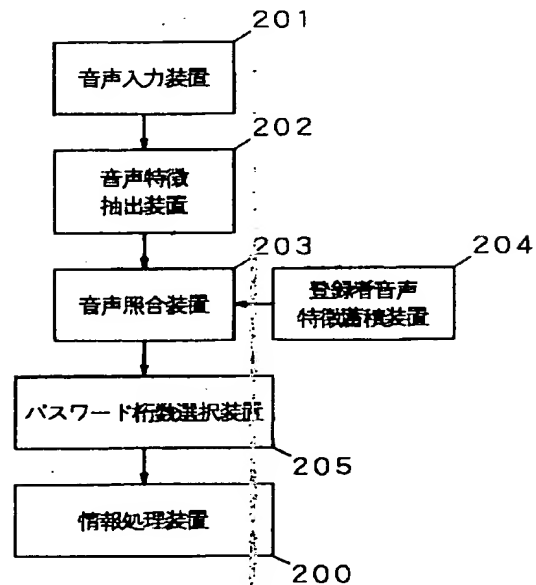 201
音声入力装置
202
音声特徴
抽出装置
203
音声照合装置
204
登録者音声
特徴蓄積装置
パスワード桁数選択装置
205
情報処理装置
200